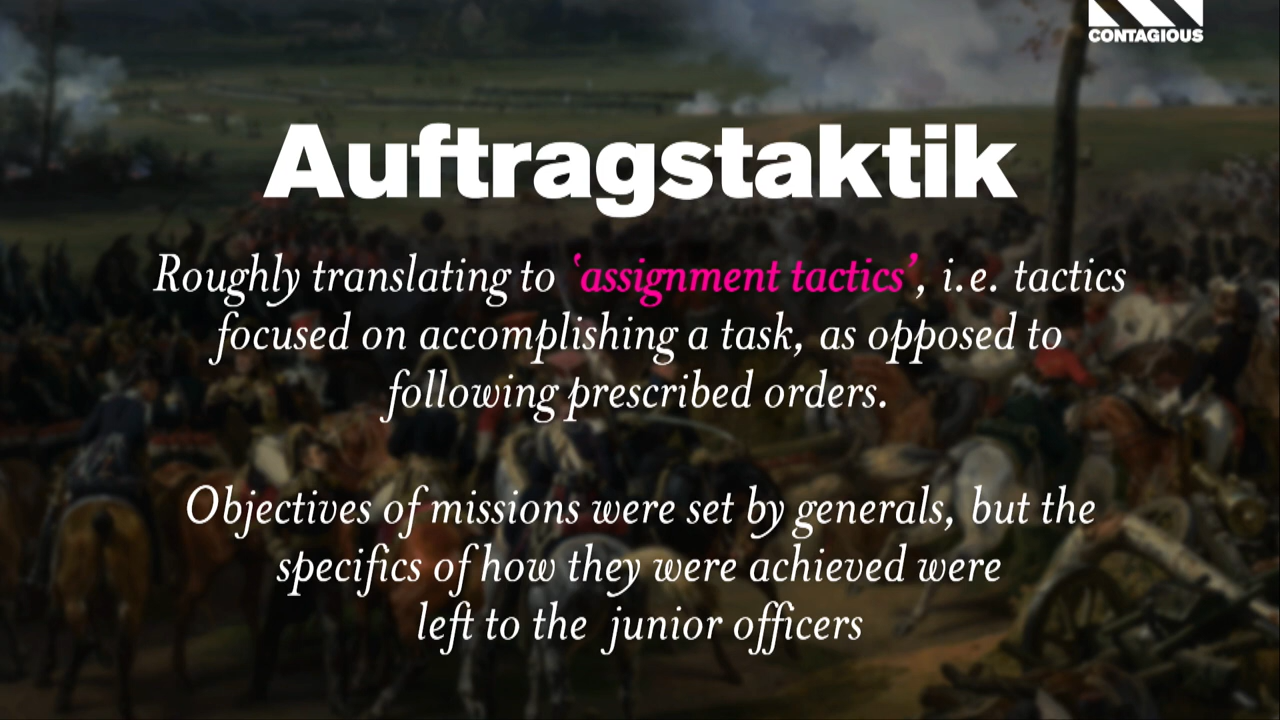 CONTAGIOUS
Auftragstaktik
Roughly translating to ‘assignment tactics’, i.e. tactics
focused on accomplishing a task, as opposed to
following prescribed orders.
Objectives of missions were set by generals, but the
specifics of how they were achieved were
left to the junior officers